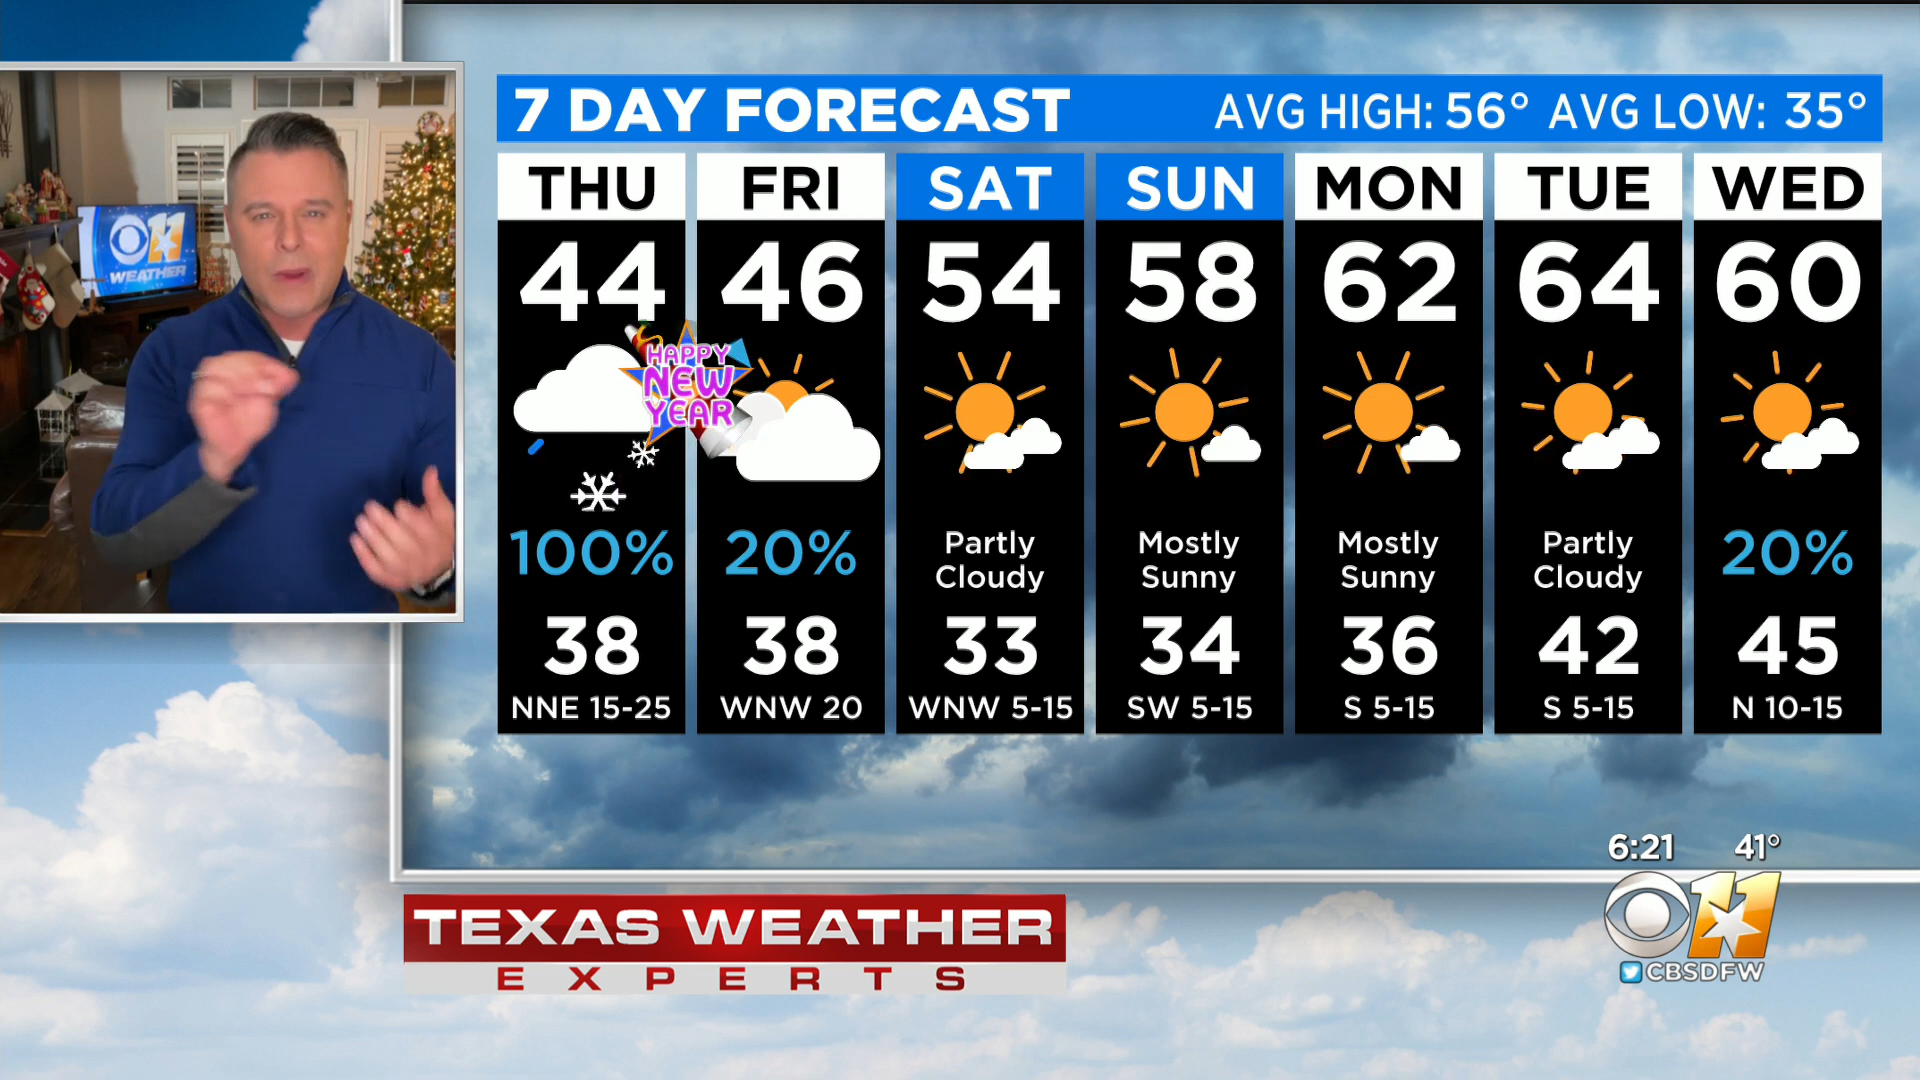 7 DAY FORECAST
AVG HIGH: 56° AVG LOW: 35°
THU
44
100%
38
NNE 15-25
HAPPY
NEW
YEAR
FRI
46
20%
38
WNW 20
SAT
54
Partly
Cloudy
33
WNW 5-15
SUN
58
Mostly
Sunny
34
SW 5-15
MON
62
Mostly
Sunny
36
S 5-15
TUE
64
Partly
Cloudy
42
S 5-15
WED
60
20%
45
N 10-15
11
WEATHER
6:21 41°
11
CBSDFW
TEXAS WEATHER
EXPERTS